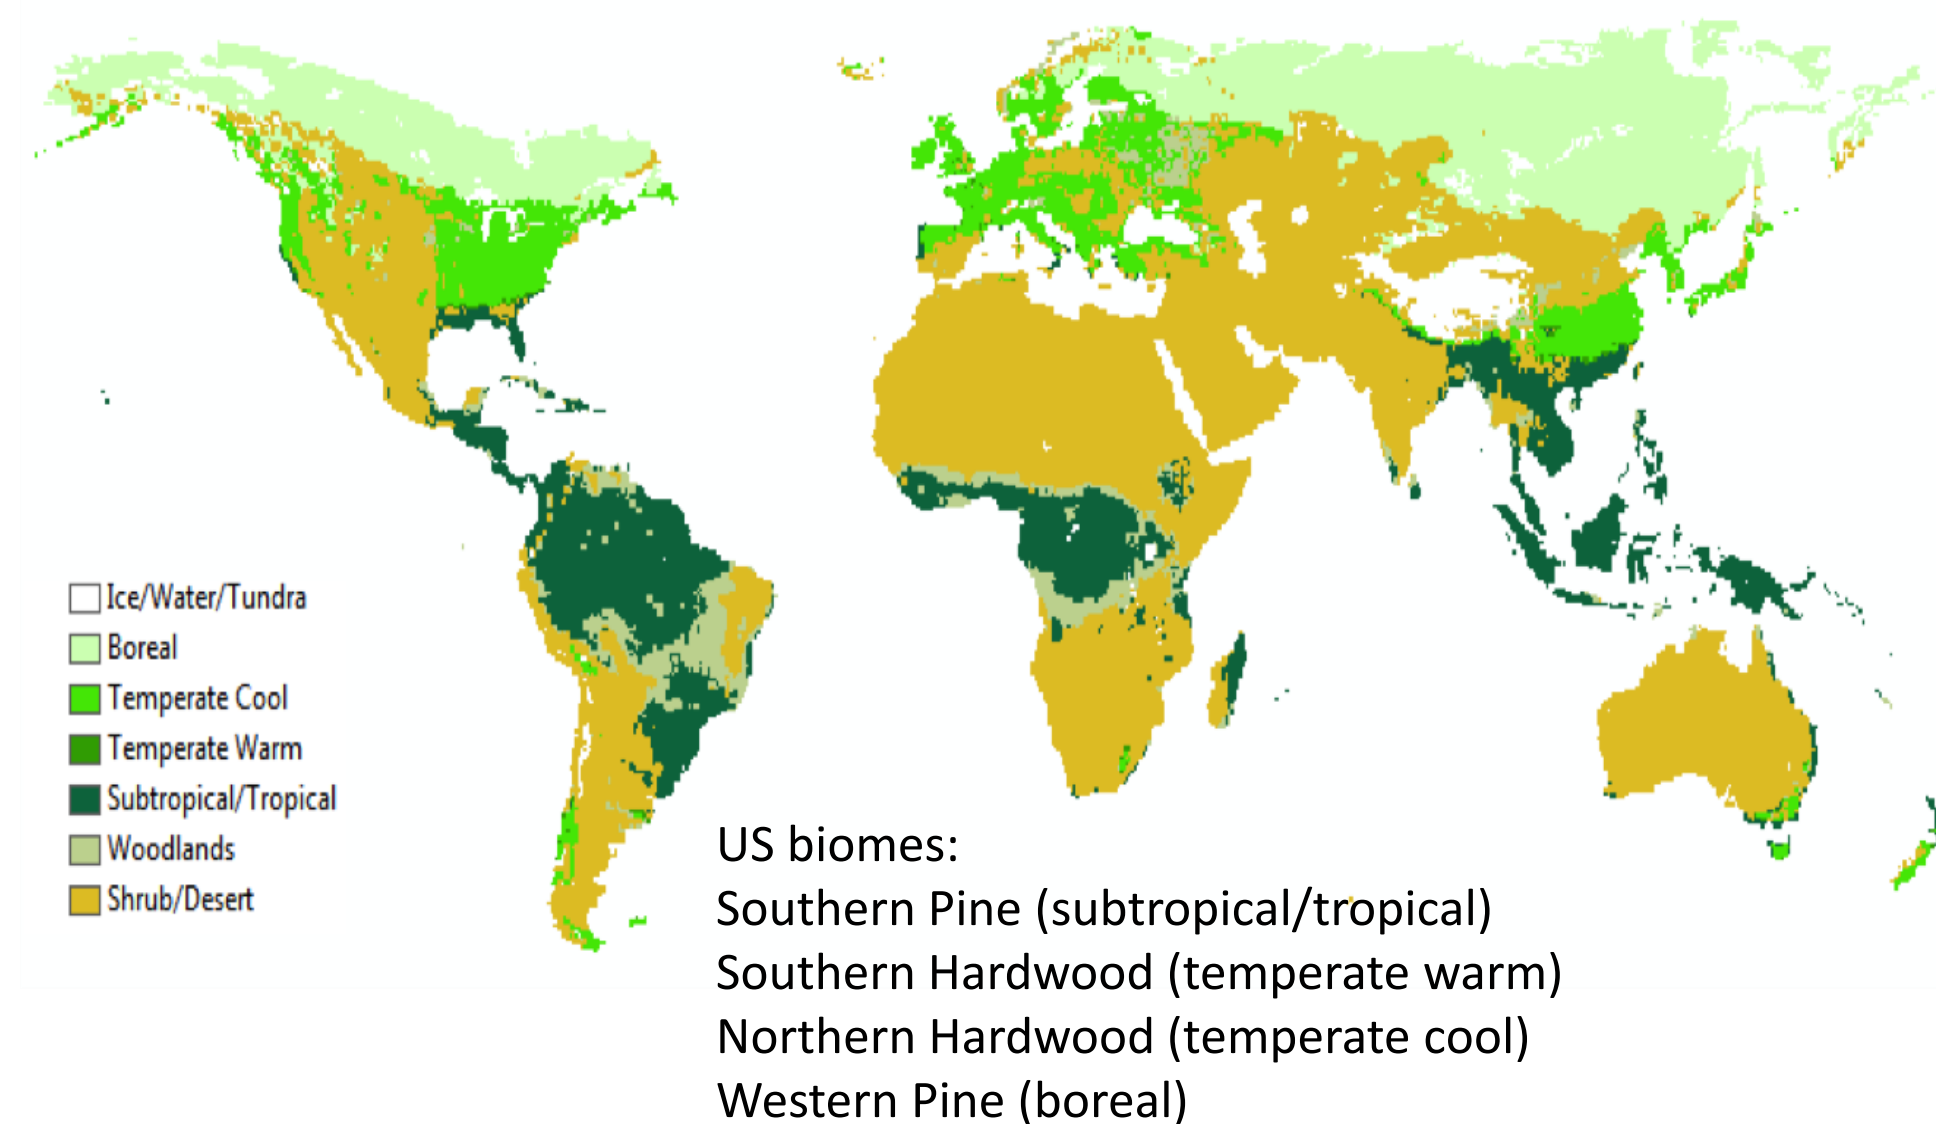 Ice/Water/Tundra
Boreal
Temperate Cool
Temperate Warm
Subtropical/Tropical
Woodlands
Shrub/Desert
US biomes:
Southern Pine (subtropical/tropical)
Southern Hardwood (temperate warm)
Northern Hardwood (temperate cool)
Western Pine (boreal)